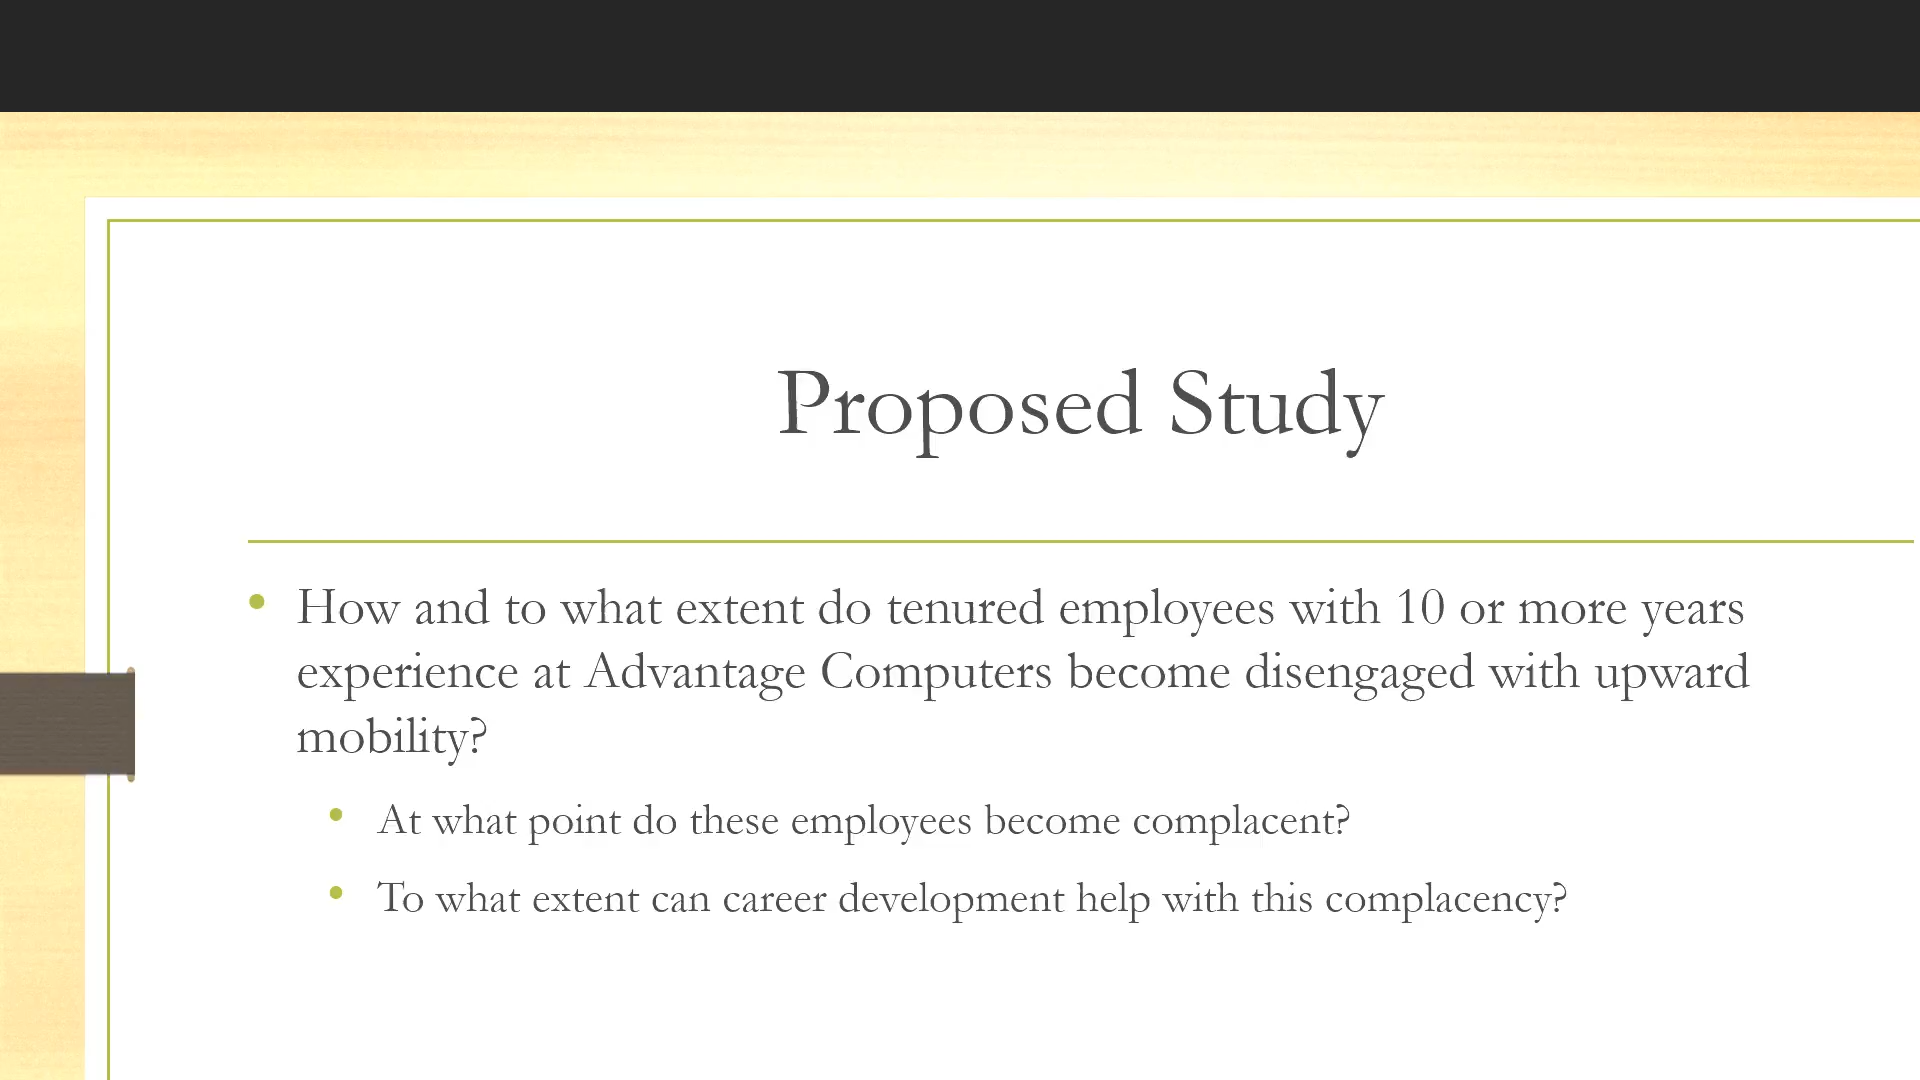 Proposed Study
• How and to what extent do tenured employees with 10 or more years
experience at Advantage Computers become disengaged with upward
mobility?
• At what point do these employees become complacent?
• To what extent can career development help with this complacency?